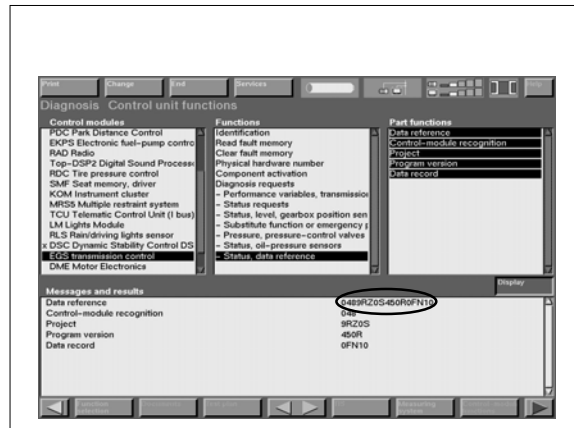 Print Change End Services Help
Diagnosis Control unit functions
Control modules
PDC Park Distance Control
EKPS Electronic fuel-pump contro
RAD Radio
Top-DSP2 Digital Sound Processo
RDC Tire pressure control
SMF Seat memory, driver
KOM Instrument cluster
MRS5 Multiple restraint system
TCU Telematic Control Unit (I bus)
LM Lights Module
RLS Rain/driving lights sensor
x DSC Dynamic Stability Control DS
EGS transmission control
DME Motor Electronics
Functions
Identification
Read fault memory
Clear fault memory
Physical hardware number
Component activation
Diagnosis requests
- Performance variables, transmission
- Status requests
- Status, level, gearbox position sen
- Substitute function or emergency p
- Pressure, pressure-control valves
- Status, oil-pressure sensors
- Status, data reference
Part functions
Data reference
Control-module recognition
Project
Program version
Data record
Display
Messages and results
Data reference 0489RZ0S450R0FN10
Control-module recognition 048
Project 9RZ0S
Program version 450R
Data record 0FN10
Function selection
Measuring system